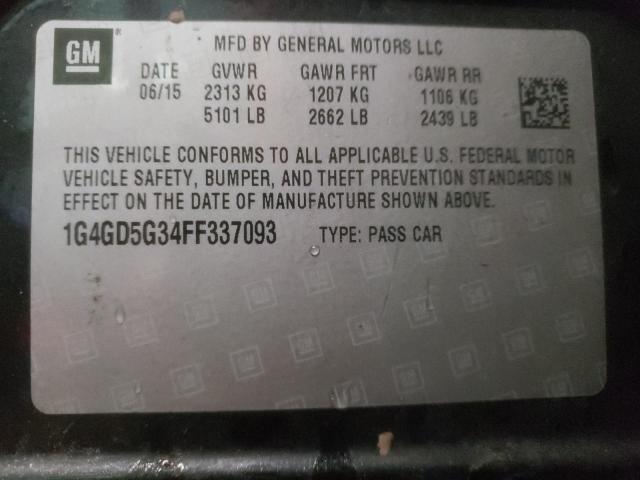 GM ®
MFD BY GENERAL MOTORS LLC
DATE GVWR GAWR FRT GAWR RR
06/15 2313 KG 1207 KG 1106 KG
5101 LB 2662 LB 2439 LB
THIS VEHICLE CONFORMS TO ALL APPLICABLE U.S. FEDERAL MOTOR
VEHICLE SAFETY, BUMPER, AND THEFT PREVENTION STANDARDS IN
EFFECT ON THE DATE OF MANUFACTURE SHOWN ABOVE.
1G4GD5G34FF337093 TYPE: PASS CAR